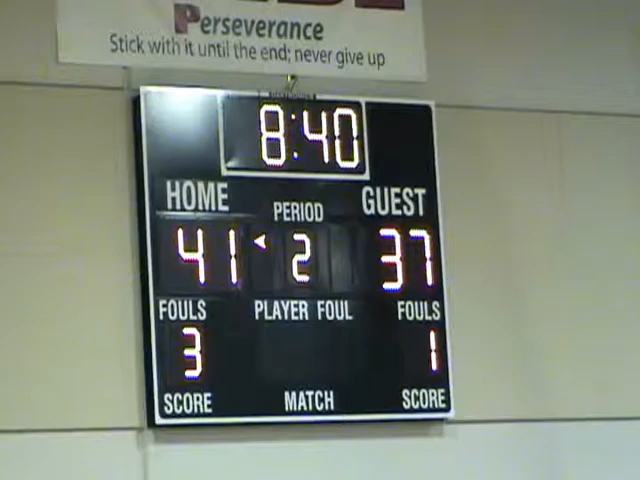 Perseverance
Stick with it until the end; never give up
8:40
HOME PERIOD GUEST
41 2 37
FOULS PLAYER FOUL FOULS
3 1
SCORE MATCH SCORE